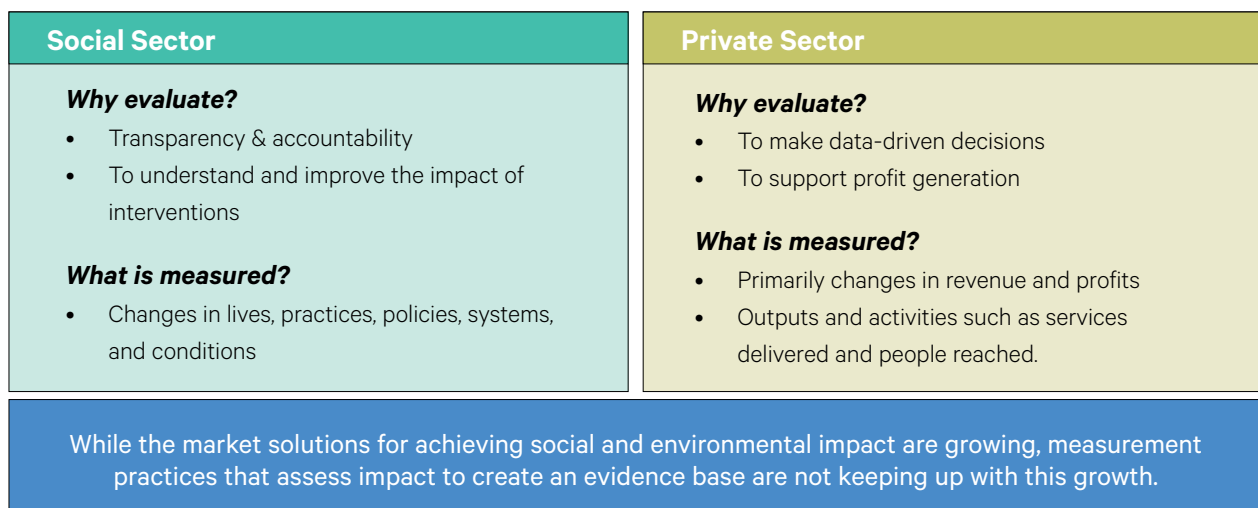 Social Sector
Why evaluate?
• Transparency & accountability
• To understand and improve the impact of
interventions
What is measured?
• Changes in lives, practices, policies, systems,
and conditions
Private Sector
Why evaluate?
• To make data-driven decisions
• To support profit generation
What is measured?
• Primarily changes in revenue and profits
• Outputs and activities such as services
delivered and people reached.
While the market solutions for achieving social and environmental impact are growing, measurement
practices that assess impact to create an evidence base are not keeping up with this growth.